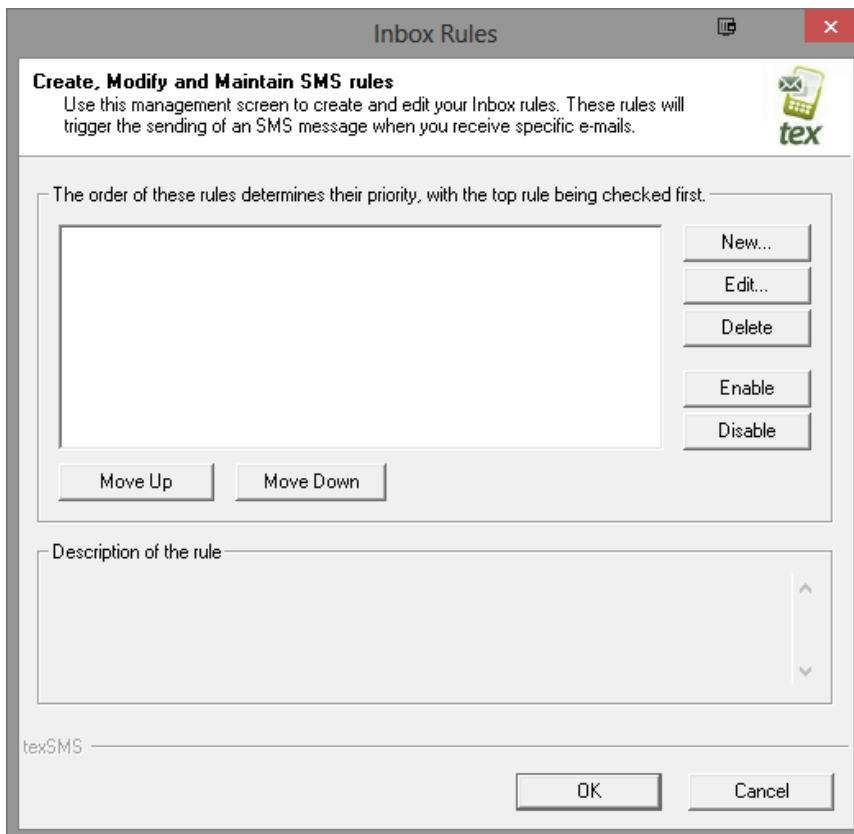 Inbox Rules
Create, Modify and Maintain SMS rules
Use this management screen to create and edit your Inbox rules. These rules will
trigger the sending of an SMS message when you receive specific e-mails.
tex
The order of these rules determines their priority, with the top rule being checked first.
New...
Edit...
Delete
Enable
Disable
Move Up
Move Down
Description of the rule
texSMS
OK
Cancel